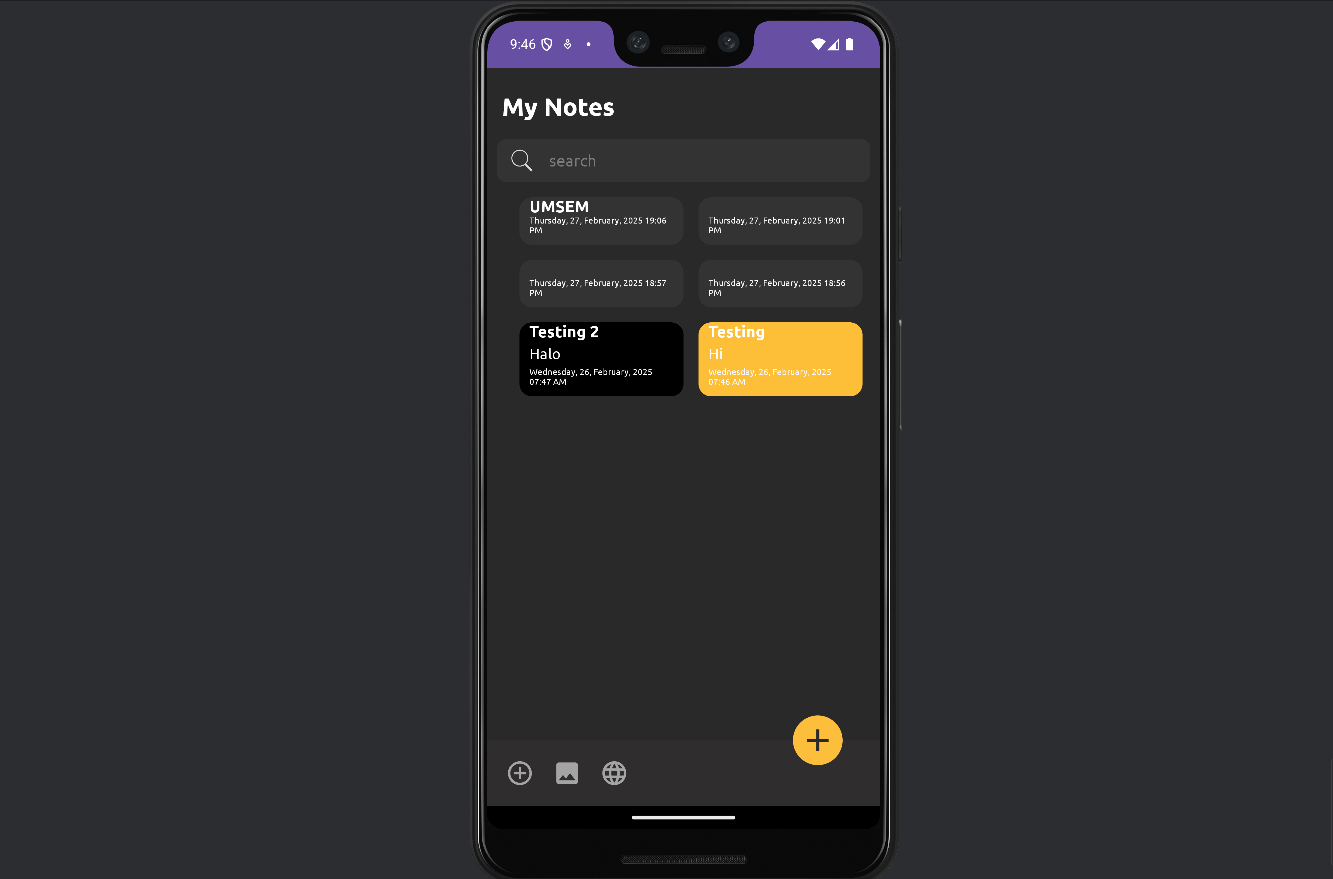 9:46
My Notes
search
UMSEM
Thursday, 27, February, 2025 19:06
PM
Thursday, 27, February, 2025 19:01
PM
Thursday, 27, February, 2025 18:57
PM
Thursday, 27, February, 2025 18:56
PM
Testing 2
Halo
Wednesday, 26, February, 2025
07:47 AM
Testing
Hi
Wednesday, 26, February, 2025
07:46 AM